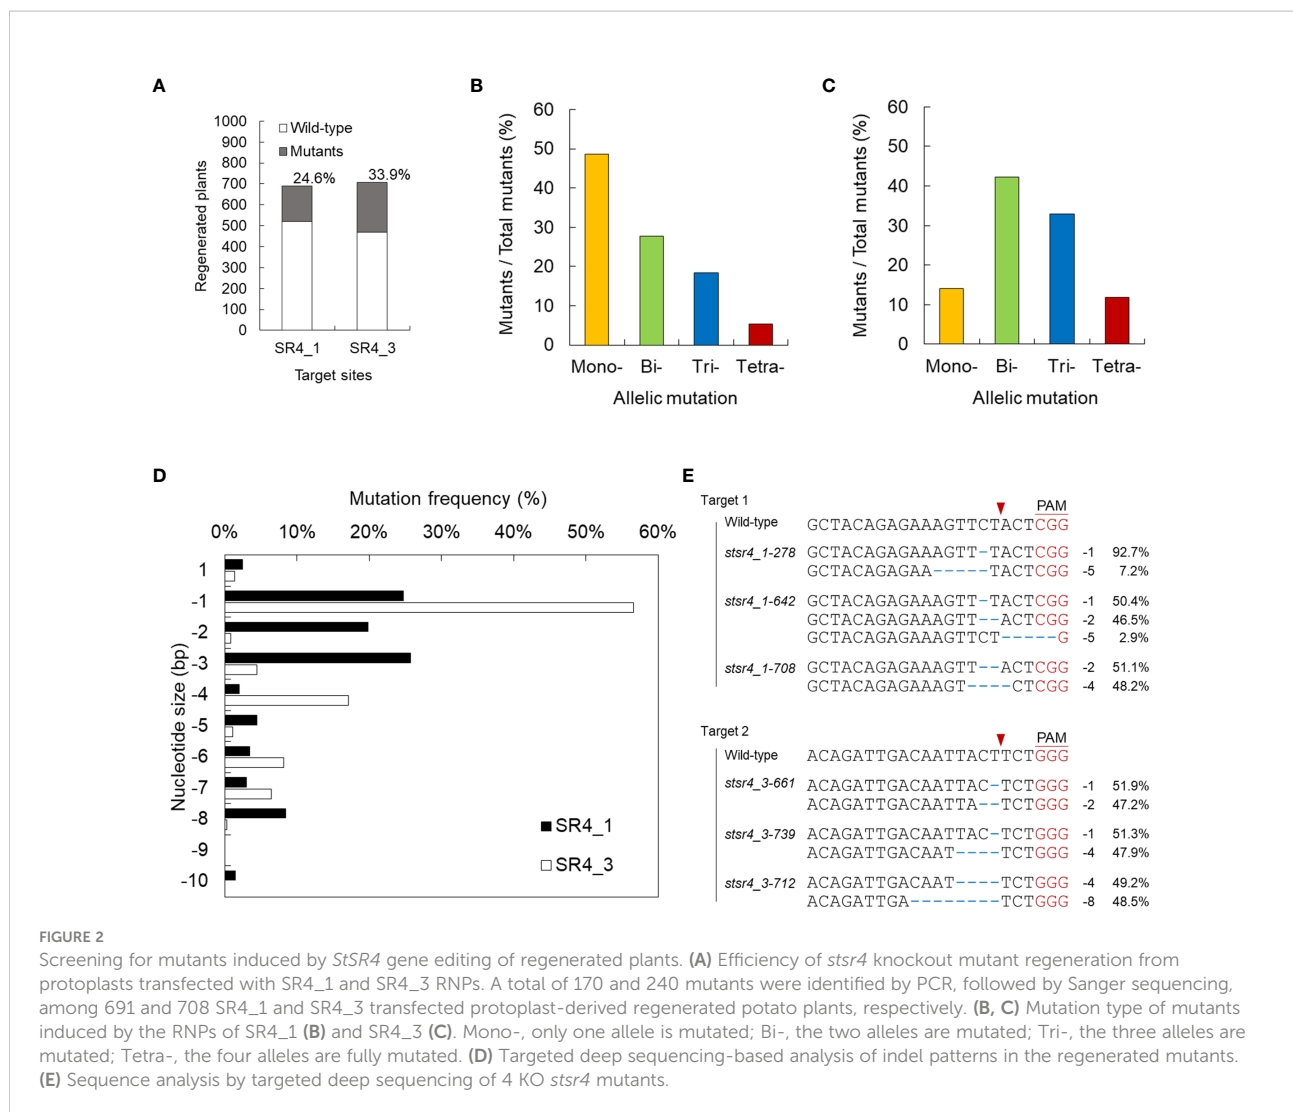 A
Regenerated plants
1000
900
800
700
600
500
400
300
200
100
0
Wild-type
Mutants
24.6%
33.9%
SR4_1
SR4_3
Target sites
B
Mutants / Total mutants (%)
60
50
40
30
20
10
0
Mono-
Bi-
Tri-
Tetra-
Allelic mutation
C
Mutants / Total mutants (%)
60
50
40
30
20
10
0
Mono-
Bi-
Tri-
Tetra-
Allelic mutation
D
Mutation frequency (%)
0% 10% 20% 30% 40% 50% 60%
Nucleotide size (bp)
1
-1
-2
-3
-4
-5
-6
-7
-8
-9
-10
SR4_1
SR4_3
E
Target 1
PAM
Wild-type GCTACAGAGAAAGTTCTACTCGG
stsr4_1-278 GCTACAGAGAAAGTT-TACTCGG -1 92.7%
GCTACAGAGAA-----TACTCGG -5 7.2%
stsr4_1-642 GCTACAGAGAAAGTT-TACTCGG -1 50.4%
GCTACAGAGAAAGTT--ACTCGG -2 46.5%
GCTACAGAGAAAGTTCT-----G -5 2.9%
stsr4_1-708 GCTACAGAGAAAGTT--ACTCGG -2 51.1%
GCTACAGAGAAAGT----CTCGG -4 48.2%
Target 2
PAM
Wild-type ACAGATTGACAATTACTTCTGGG
stsr4_3-661 ACAGATTGACAATTAC-TCTGGG -1 51.9%
ACAGATTGACAATTA--TCTGGG -2 47.2%
stsr4_3-739 ACAGATTGACAATTAC-TCTGGG -1 51.3%
ACAGATTGACAAT----TCTGGG -4 47.9%
stsr4_3-712 ACAGATTGACAAT----TCTGGG -4 49.2%
ACAGATTGA--------TCTGGG -8 48.5%
FIGURE 2
Screening for mutants induced by StSR4 gene editing of regenerated plants. (A) Efficiency of stsr4 knockout mutant regeneration from
protoplasts transfected with SR4_1 and SR4_3 RNPs. A total of 170 and 240 mutants were identified by PCR, followed by Sanger sequencing,
among 691 and 708 SR4_1 and SR4_3 transfected protoplast-derived regenerated potato plants, respectively. (B, C) Mutation type of mutants
induced by the RNPs of SR4_1 (B) and SR4_3 (C). Mono-, only one allele is mutated; Bi-, the two alleles are mutated; Tri-, the three alleles are
mutated; Tetra-, the four alleles are fully mutated. (D) Targeted deep sequencing-based analysis of indel patterns in the regenerated mutants.
(E) Sequence analysis by targeted deep sequencing of 4 KO stsr4 mutants.